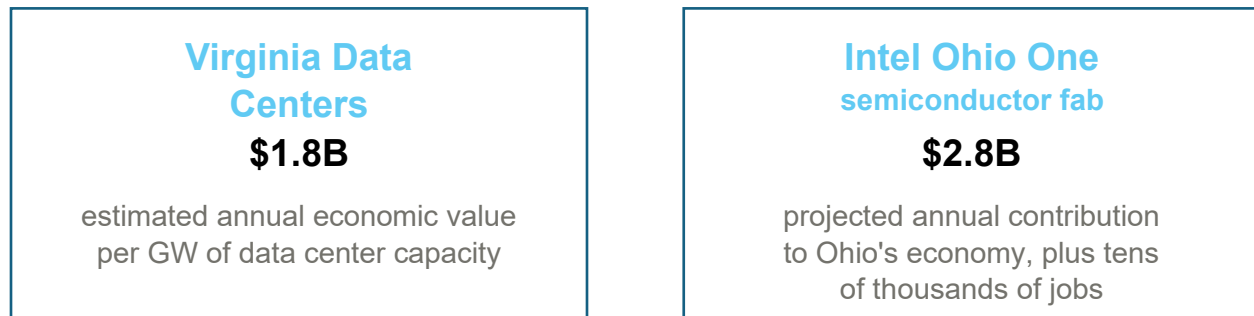 Virginia Data
Centers
$1.8B
estimated annual economic value
per GW of data center capacity
Intel Ohio One
semiconductor fab
$2.8B
projected annual contribution
to Ohio's economy, plus tens
of thousands of jobs